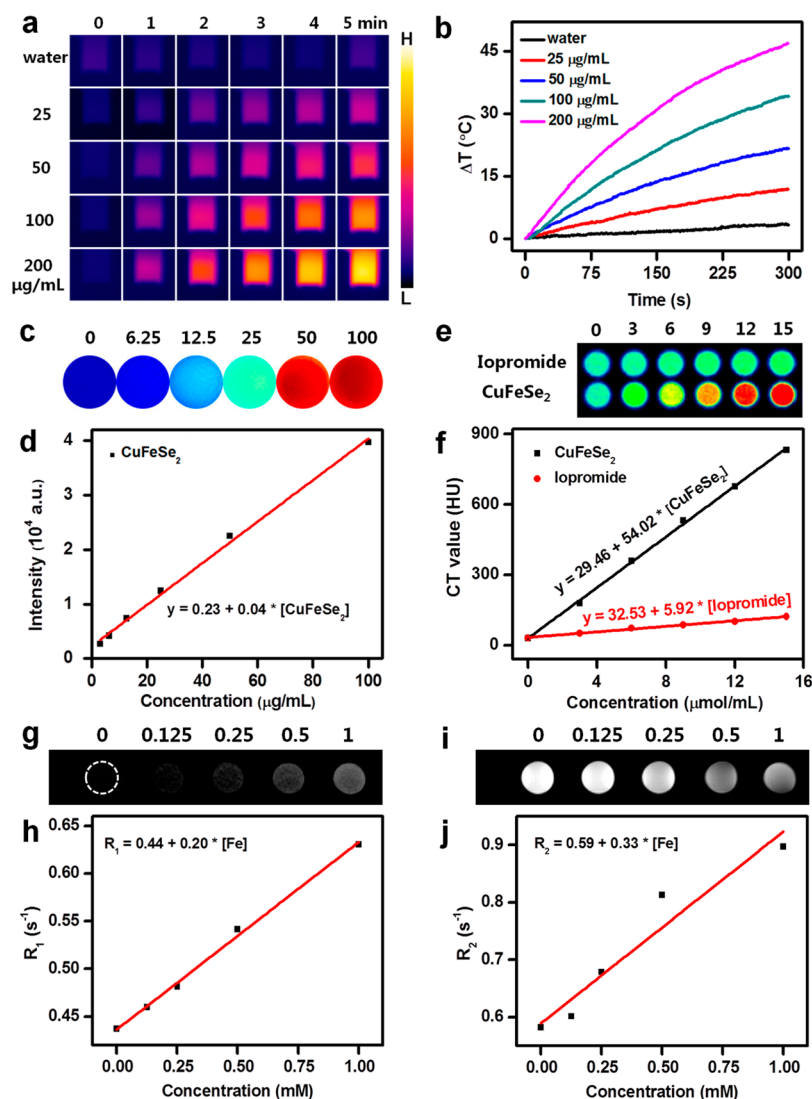 a
0 1 2 3 4 5 min
water
25
50
100
200
μg/mL
H
L
b
water
25 μg/mL
50 μg/mL
100 μg/mL
200 μg/mL
45
30
15
0
ΔT (°C)
0 75 150 225 300
Time (s)
c
0 6.25 12.5 25 50 100
d
CuFeSe₂
4
3
2
1
0
Intensity (10⁴ a.u.)
y = 0.23 + 0.04 * [CuFeSe₂]
0 20 40 60 80 100
Concentration (μg/mL)
e
0 3 6 9 12 15
Iopromide
CuFeSe₂
f
CuFeSe₂
Iopromide
900
600
300
0
CT value (HU)
y = 29.46 + 54.02 * [CuFeSe₂]
y = 32.53 + 5.92 * [Iopromide]
0 4 8 12 16
Concentration (μmol/mL)
g
0 0.125 0.25 0.5 1
h
R₁ = 0.44 + 0.20 * [Fe]
0.65
0.60
0.55
0.50
0.45
R₁ (s⁻¹)
0.00 0.25 0.50 0.75 1.00
Concentration (mM)
i
0 0.125 0.25 0.5 1
j
R₂ = 0.59 + 0.33 * [Fe]
0.9
0.8
0.7
0.6
R₂ (s⁻¹)
0.00 0.25 0.50 0.75 1.00
Concentration (mM)